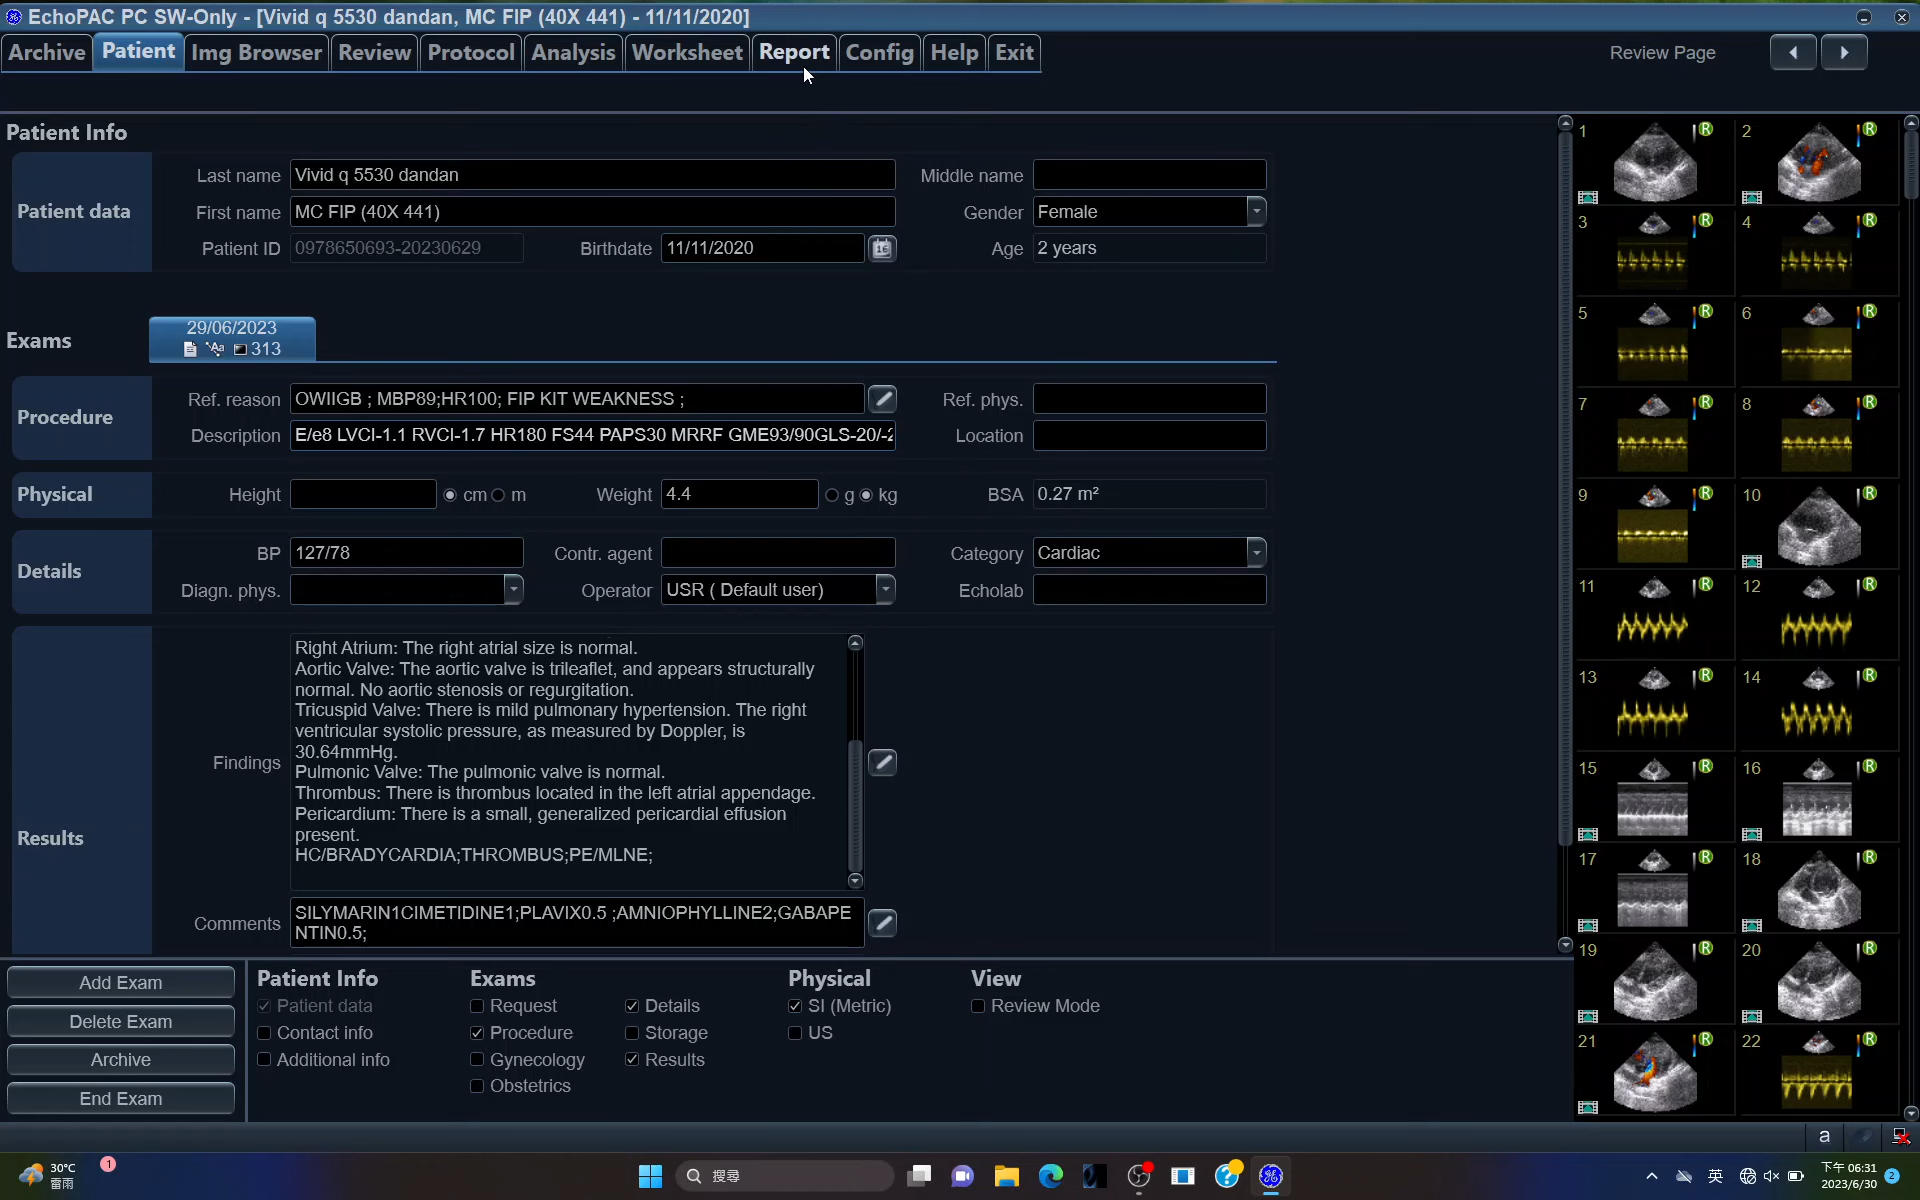 EchoPAC PC SW-Only - [Vivid q 5530 dandan, MC FIP (40X 441) - 11/11/2020]
Archive Patient Img Browser Review Protocol Analysis Worksheet Report Config Help Exit Review Page
Patient Info
Patient data
Last name Vivid q 5530 dandan Middle name
First name MC FIP (40X 441) Gender Female
Patient ID 0978650693-20230629 Birthdate 11/11/2020 16 Age 2 years
Exams
29/06/2023
313
Procedure
Ref. reason OWIIGB ; MBP89;HR100; FIP KIT WEAKNESS ; Ref. phys.
Description E/e8 LVCI-1.1 RVCI-1.7 HR180 FS44 PAPS30 MRRF GME93/90GLS-20/- Location
Physical Height cm m Weight 4.4 g kg BSA 0.27 m²
Details
BP 127/78 Contr. agent Category Cardiac
Diagn. phys. Operator USR ( Default user) Echolab
Results
Findings
Right Atrium: The right atrial size is normal.
Aortic Valve: The aortic valve is trileaflet, and appears structurally
normal. No aortic stenosis or regurgitation.
Tricuspid Valve: There is mild pulmonary hypertension. The right
ventricular systolic pressure, as measured by Doppler, is
30.64mmHg.
Pulmonic Valve: The pulmonic valve is normal.
Thrombus: There is thrombus located in the left atrial appendage.
Pericardium: There is a small, generalized pericardial effusion
present.
HC/BRADYCARDIA;THROMBUS;PE/MLNE;
Comments
SILYMARIN1CIMETIDINE1;PLAVIX0.5 ;AMNIOPHYLLINE2;GABAPE
NTIN0.5;
1 R 2 R
3 R 4 R
5 R 6 R
7 R 8 R
9 R 10 R
11 R 12 R
13 R 14 R
15 R 16 R
17 R 18 R
19 R 20 R
21 R 22 R
Add Exam
Delete Exam
Archive
End Exam
Patient Info Exams Physical View
Patient data Request Details SI (Metric) Review Mode
Contact info Procedure Storage US
Additional info Gynecology Results
Obstetrics
a
30°C
雷雨
1
搜尋
英
下午 06:31
2023/6/30
2